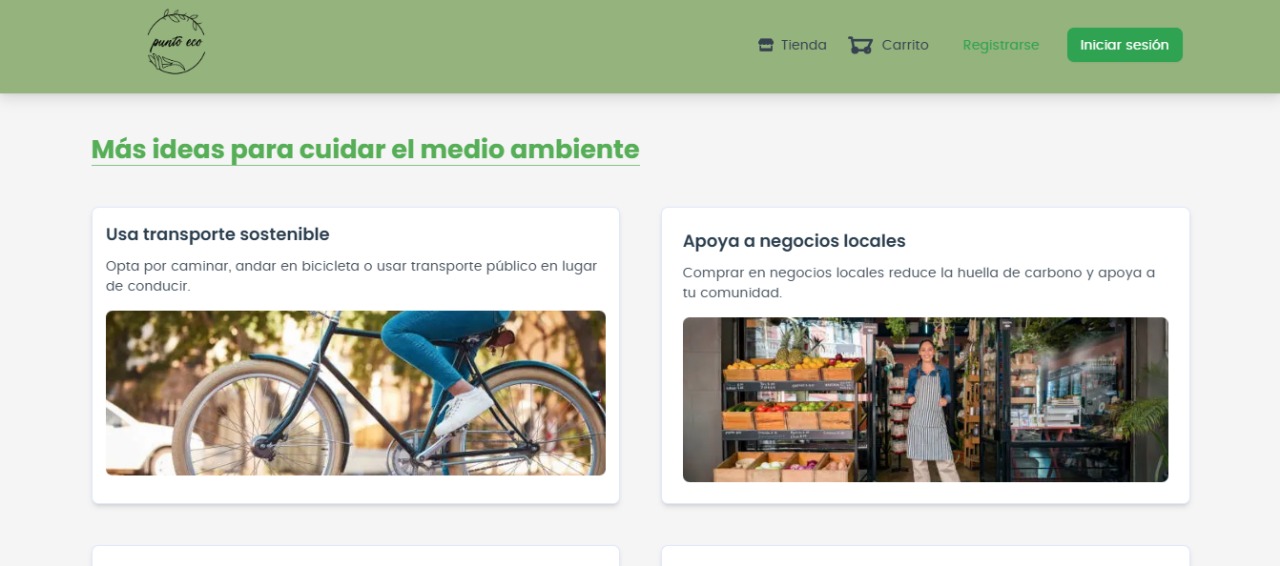 punto eco
Tienda
Carrito
Registrarse
Iniciar sesión
Más ideas para cuidar el medio ambiente
Usa transporte sostenible
Opta por caminar, andar en bicicleta o usar transporte público en lugar
de conducir.
Apoya a negocios locales
Comprar en negocios locales reduce la huella de carbono y apoya a
tu comunidad.